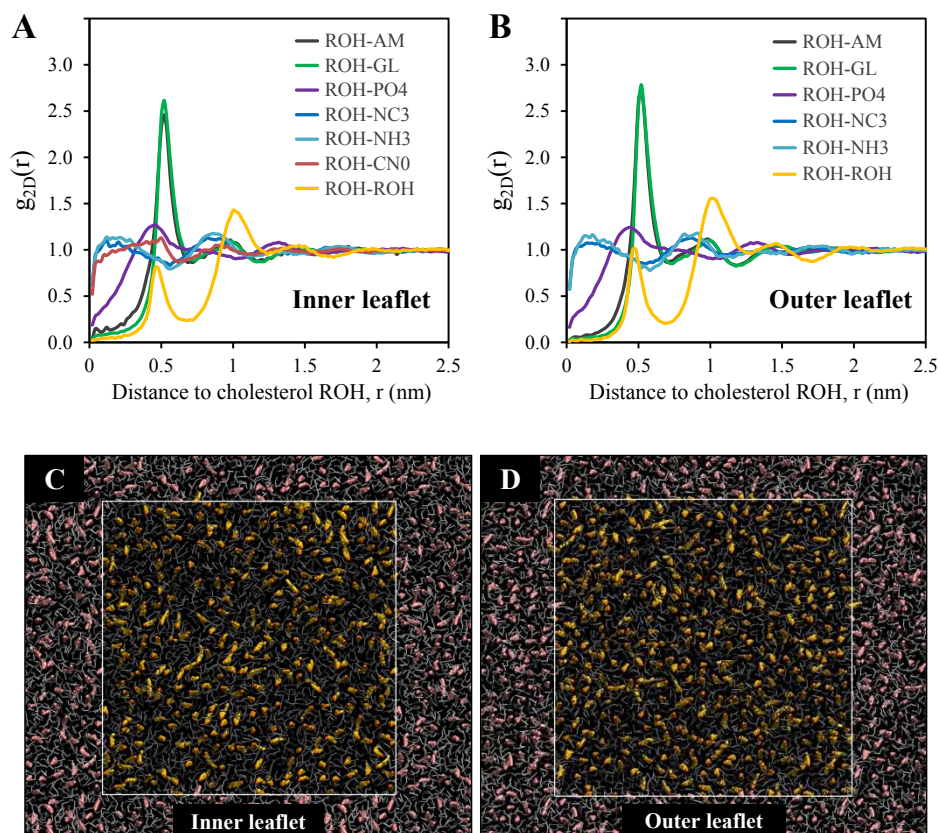 A
3.5
3.0
2.5
2.0
1.5
1.0
0.5
0.0
g2D(r)
ROH-AM
ROH-GL
ROH-PO4
ROH-NC3
ROH-NH3
ROH-CN0
ROH-ROH
Inner leaflet
0 0.5 1 1.5 2 2.5
Distance to cholesterol ROH, r (nm)
B
3.5
3.0
2.5
2.0
1.5
1.0
0.5
0.0
g2D(r)
ROH-AM
ROH-GL
ROH-PO4
ROH-NC3
ROH-NH3
ROH-ROH
Outer leaflet
0 0.5 1 1.5 2 2.5
Distance to cholesterol ROH, r (nm)
C
Inner leaflet
D
Outer leaflet